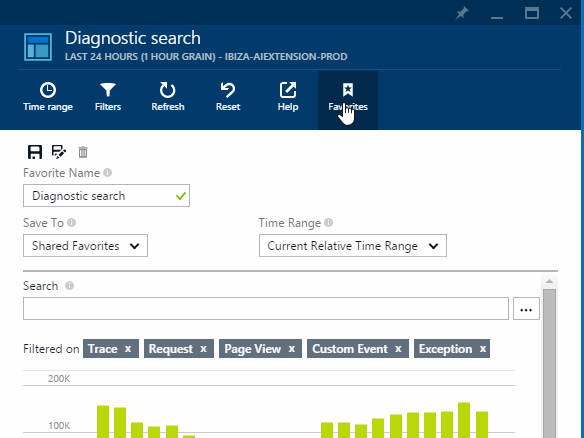 Diagnostic search
LAST 24 HOURS (1 HOUR GRAIN) - IBIZA-AIEXTENSION-PROD
Time range Filters Refresh Reset Help Favorites
Favorite Name
Diagnostic search
Save To Time Range
Shared Favorites Current Relative Time Range
Search
...
Filtered on Trace x Request x Page View x Custom Event x Exception x
200K
100K